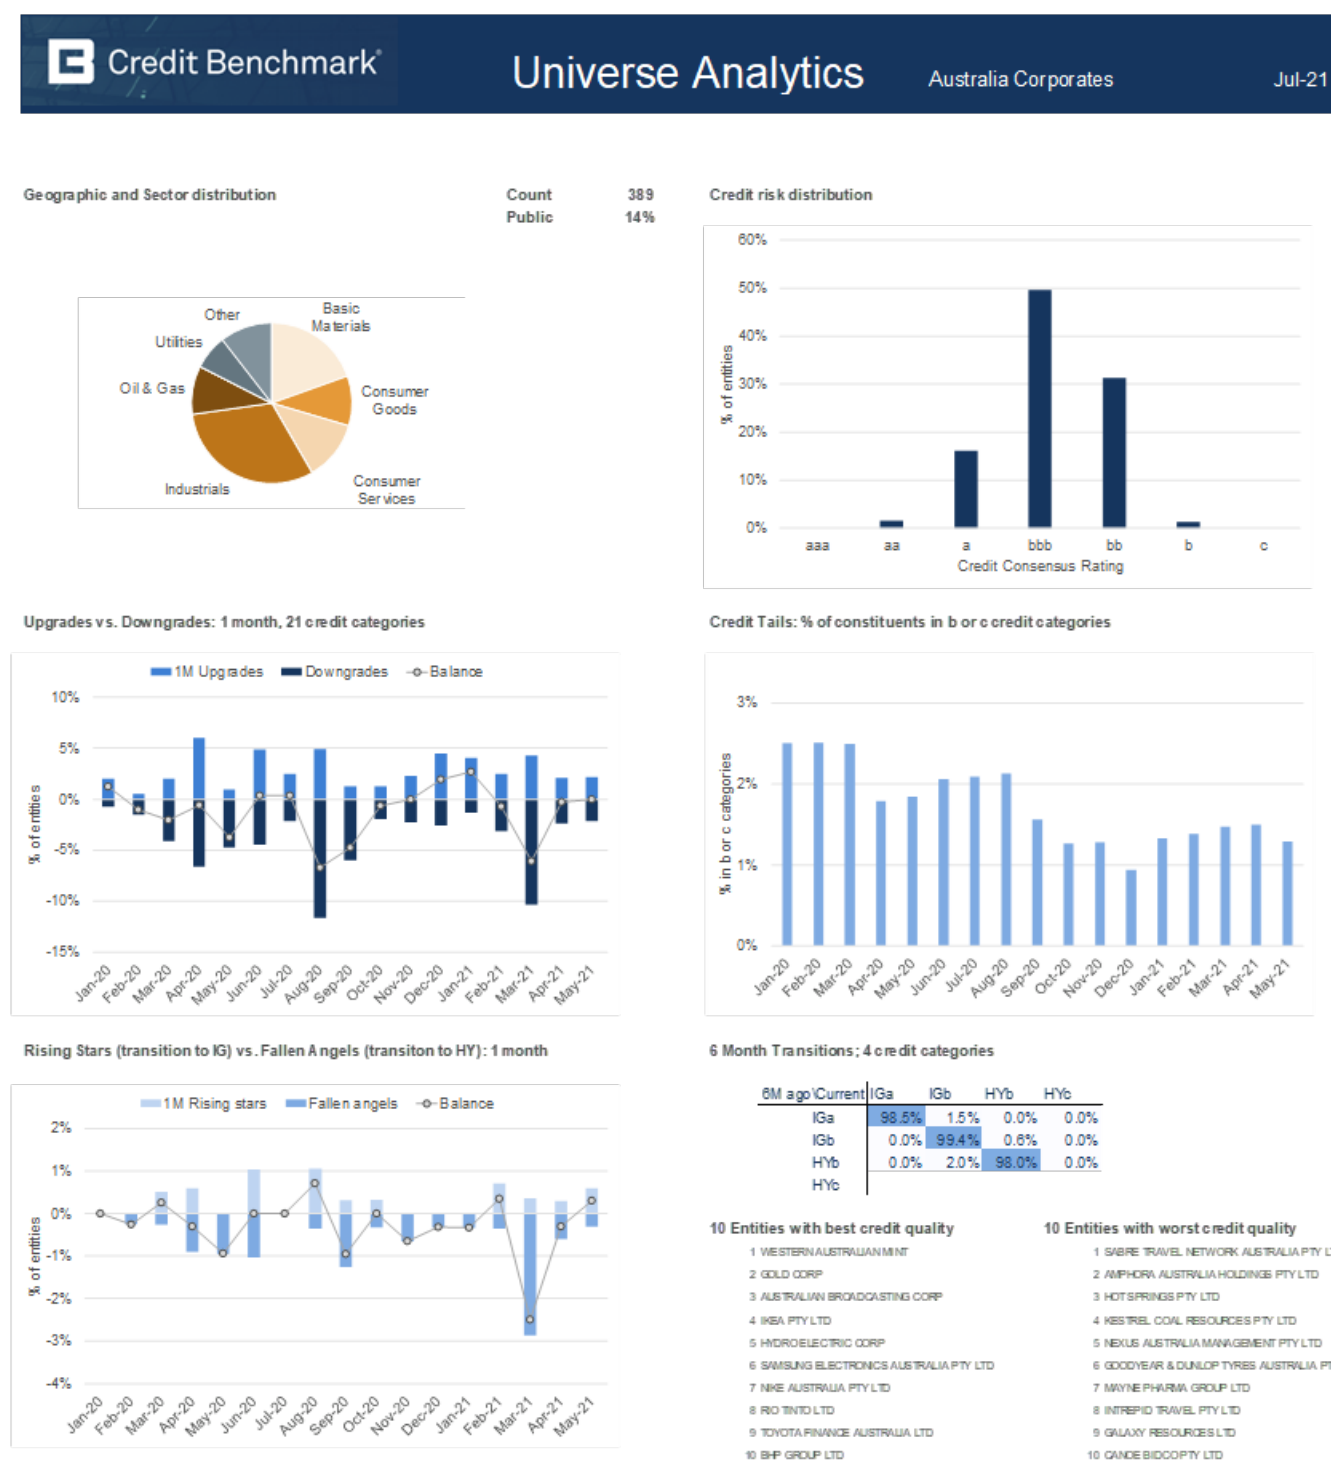 Credit Benchmark
Universe Analytics
Australia Corporates
Jul-21
Geographic and Sector distribution
Count 389
Public 14%
Other
Basic
Materials
Utilities
Oil & Gas
Consumer
Goods
Industrials
Consumer
Services
Credit risk distribution
60%
50%
40%
30%
20%
10%
0%
% of entities
aaa aa a bbb bb b c
Credit Consensus Rating
Upgrades vs. Downgrades: 1 month, 21 credit categories
1M Upgrades Downgrades Balance
10%
5%
0%
-5%
-10%
-15%
% of entities
Jan-20 Feb-20 Mar-20 Apr-20 May-20 Jun-20 Jul-20 Aug-20 Sep-20 Oct-20 Nov-20 Dec-20 Jan-21 Feb-21 Mar-21 Apr-21 May-21
Credit Tails: % of constituents in b or c credit categories
3%
2%
1%
0%
% in b or c categories
Jan-20 Feb-20 Mar-20 Apr-20 May-20 Jun-20 Jul-20 Aug-20 Sep-20 Oct-20 Nov-20 Dec-20 Jan-21 Feb-21 Mar-21 Apr-21 May-21
Rising Stars (transition to IG) vs. Fallen Angels (transiton to HY): 1 month
1M Rising stars Fallen angels Balance
2%
1%
0%
-1%
-2%
-3%
-4%
% of entities
Jan-20 Feb-20 Mar-20 Apr-20 May-20 Jun-20 Jul-20 Aug-20 Sep-20 Oct-20 Nov-20 Dec-20 Jan-21 Feb-21 Mar-21 Apr-21 May-21
6 Month Transitions; 4 credit categories
6M ago\Current IGa IGb HYb HYc
IGa 98.5% 1.5% 0.0% 0.0%
IGb 0.0% 99.4% 0.6% 0.0%
HYb 0.0% 2.0% 98.0% 0.0%
HYc
10 Entities with best credit quality
1 WESTERN AUSTRALIAN MINT
2 GOLD CORP
3 AUSTRALIAN BROADCASTING CORP
4 IKEA PTY LTD
5 HYDRO ELECTRIC CORP
6 SAMSUNG ELECTRONICS AUSTRALIA PTY LTD
7 NIKE AUSTRALIA PTY LTD
8 RIO TINTO LTD
9 TOYOTA FINANCE AUSTRALIA LTD
10 BHP GROUP LTD
10 Entities with worst credit quality
1 SABRE TRAVEL NETWORK AUSTRALIA PTY L
2 AMPHORA AUSTRALIA HOLDINGS PTY LTD
3 HOT SPRINGS PTY LTD
4 KESTREL COAL RESOURCES PTY LTD
5 NEXUS AUSTRALIA MANAGEMENT PTY LTD
6 GOODYEAR & DUNLOP TYRES AUSTRALIA PT
7 MAYNE PHARMA GROUP LTD
8 INTREPID TRAVEL PTY LTD
9 GALAXY RESOURCES LTD
10 CANOE BIDCO PTY LTD